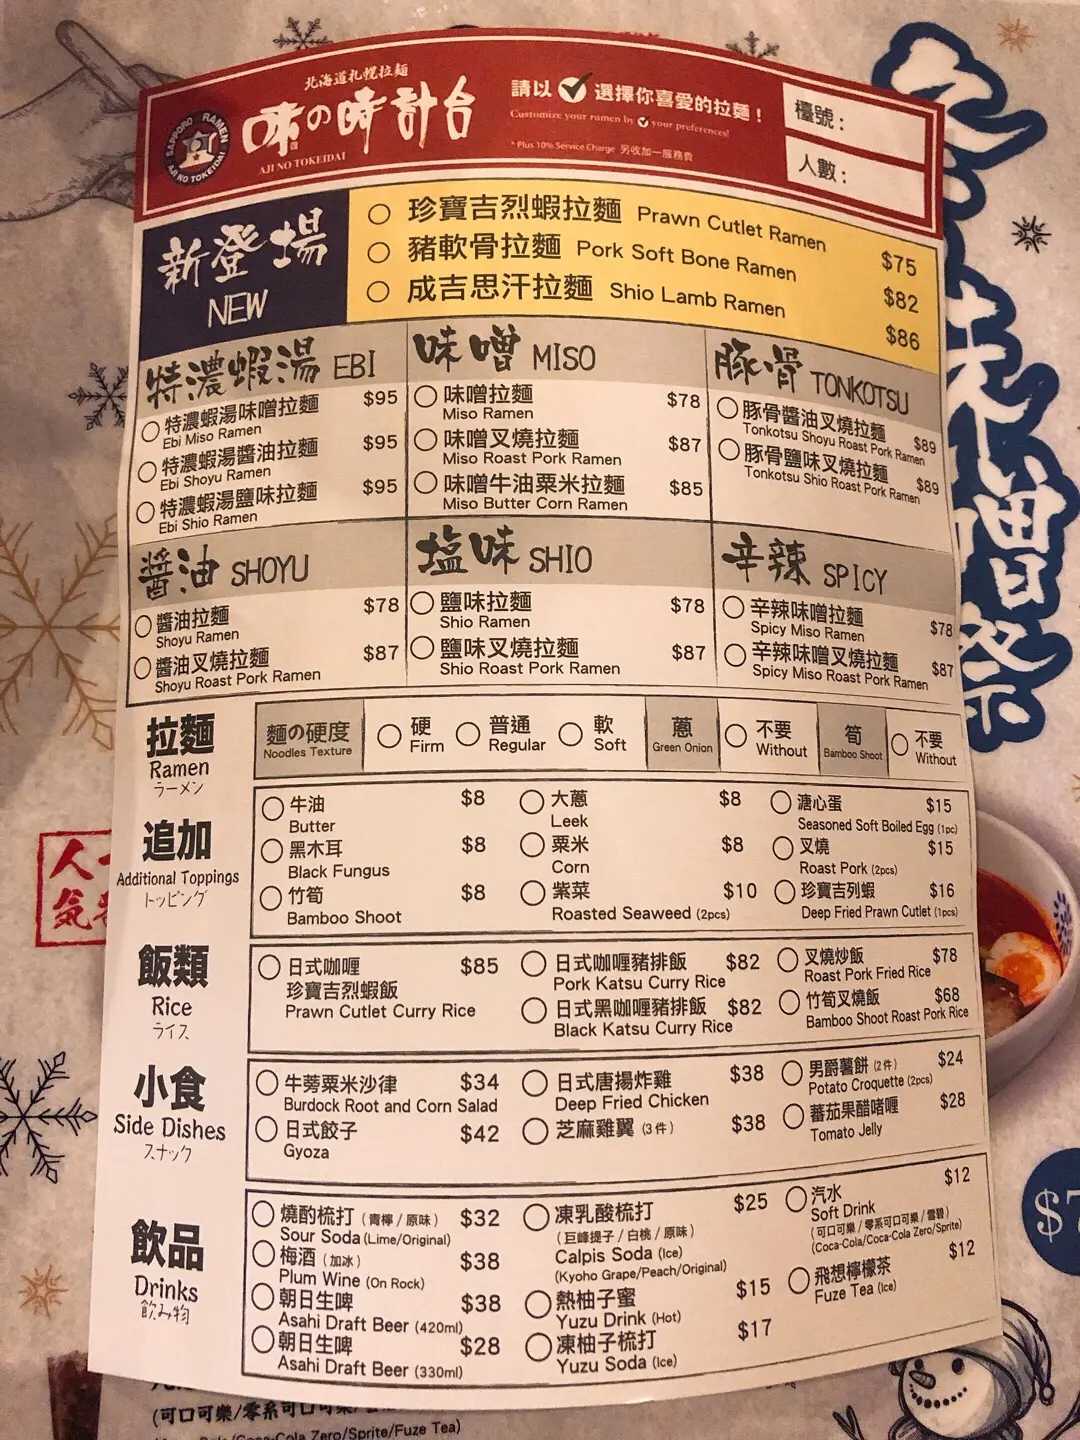 北海道札幌拉麵
味の時計台
AJI NO TOKEIDAI
SAPPORO RAMEN
AJI NO TOKEIDAI
請以 選擇你喜愛的拉麵！
Customize your ramen by your preferences!
* Plus 10% Service Charge 另收加一服務費
檯號：
人數：
新登場
NEW
珍寶吉烈蝦拉麵 Prawn Cutlet Ramen $75
豬軟骨拉麵 Pork Soft Bone Ramen $82
成吉思汗拉麵 Shio Lamb Ramen $86
特濃蝦湯 EBI
特濃蝦湯味噌拉麵 $95
Ebi Miso Ramen
特濃蝦湯醬油拉麵 $95
Ebi Shoyu Ramen
特濃蝦湯鹽味拉麵 $95
Ebi Shio Ramen
味噌 MISO
味噌拉麵 $78
Miso Ramen
味噌叉燒拉麵 $87
Miso Roast Pork Ramen
味噌牛油粟米拉麵 $85
Miso Butter Corn Ramen
豚骨 TONKOTSU
豚骨醬油叉燒拉麵 $89
Tonkotsu Shoyu Roast Pork Ramen
豚骨鹽味叉燒拉麵 $89
Tonkotsu Shio Roast Pork Ramen
醬油 SHOYU
醬油拉麵 $78
Shoyu Ramen
醬油叉燒拉麵 $87
Shoyu Roast Pork Ramen
塩味 SHIO
鹽味拉麵 $78
Shio Ramen
鹽味叉燒拉麵 $87
Shio Roast Pork Ramen
辛辣 SPICY
辛辣味噌拉麵 $78
Spicy Miso Ramen
辛辣味噌叉燒拉麵 $87
Spicy Miso Roast Pork Ramen
拉麵
Ramen
ラーメン
麵の硬度
Noodles Texture
硬
Firm
普通
Regular
軟
Soft
蔥
Green Onion
不要
Without
筍
Bamboo Shoot
不要
Without
追加
Additional Toppings
トッピング
牛油 $8
Butter
黑木耳 $8
Black Fungus
竹筍 $8
Bamboo Shoot
大蔥 $8
Leek
粟米 $8
Corn
紫菜 $10
Roasted Seaweed (2pcs)
溏心蛋 $15
Seasoned Soft Boiled Egg (1pc)
叉燒 $15
Roast Pork (2pcs)
珍寶吉列蝦 $16
Deep Fried Prawn Cutlet (1pcs)
飯類
Rice
ライス
日式咖喱 $85
珍寶吉烈蝦飯
Prawn Cutlet Curry Rice
日式咖喱豬排飯 $82
Pork Katsu Curry Rice
日式黑咖喱豬排飯 $82
Black Katsu Curry Rice
叉燒炒飯 $78
Roast Pork Fried Rice
竹筍叉燒飯 $68
Bamboo Shoot Roast Pork Rice
小食
Side Dishes
スナック
牛蒡粟米沙律 $34
Burdock Root and Corn Salad
日式餃子 $42
Gyoza
日式唐揚炸雞 $38
Deep Fried Chicken
芝麻雞翼 (3件) $38
男爵薯餅 (2件) $24
Potato Croquette (2pcs)
蕃茄果醋啫喱 $28
Tomato Jelly
飲品
Drinks
飲み物
燒酌梳打 (青檸 / 原味) $32
Sour Soda (Lime/Original)
梅酒 (加冰) $38
Plum Wine (On Rock)
朝日生啤 $38
Asahi Draft Beer (420ml)
朝日生啤 $28
Asahi Draft Beer (330ml)
凍乳酸梳打 $25
(巨峰提子 / 白桃 / 原味)
Calpis Soda (Ice)
(Kyoho Grape/Peach/Original)
熱柚子蜜 $15
Yuzu Drink (Hot)
凍柚子梳打 $17
Yuzu Soda (Ice)
汽水 $12
Soft Drink
(可口可樂 / 零系可口可樂 / 雪碧)
(Coca-Cola/Coca-Cola Zero/Sprite)
飛想檸檬茶 $12
Fuze Tea (Ice)
人
氣
$7
(可口可樂/零系可口可樂/
Coca-Cola Zero/Sprite/Fuze Tea)